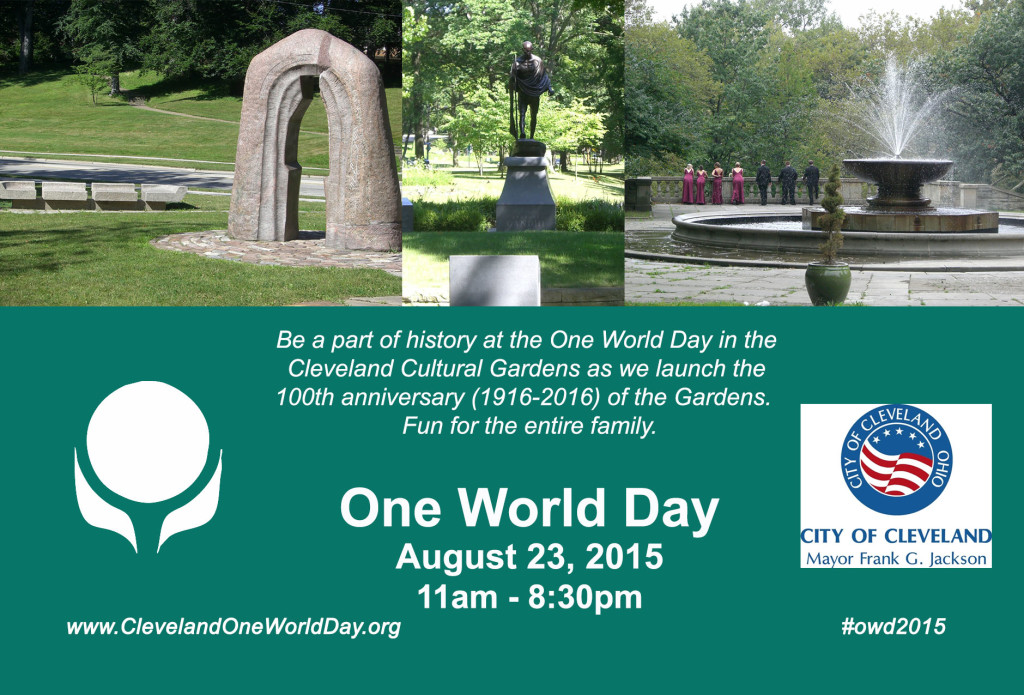 Be a part of history at the One World Day in the
Cleveland Cultural Gardens as we launch the
100th anniversary (1916-2016) of the Gardens.
Fun for the entire family.
One World Day
August 23, 2015
11am - 8:30pm
CITY OF CLEVELAND OHIO
CITY OF CLEVELAND
Mayor Frank G. Jackson
www.ClevelandOneWorldDay.org
#owd2015